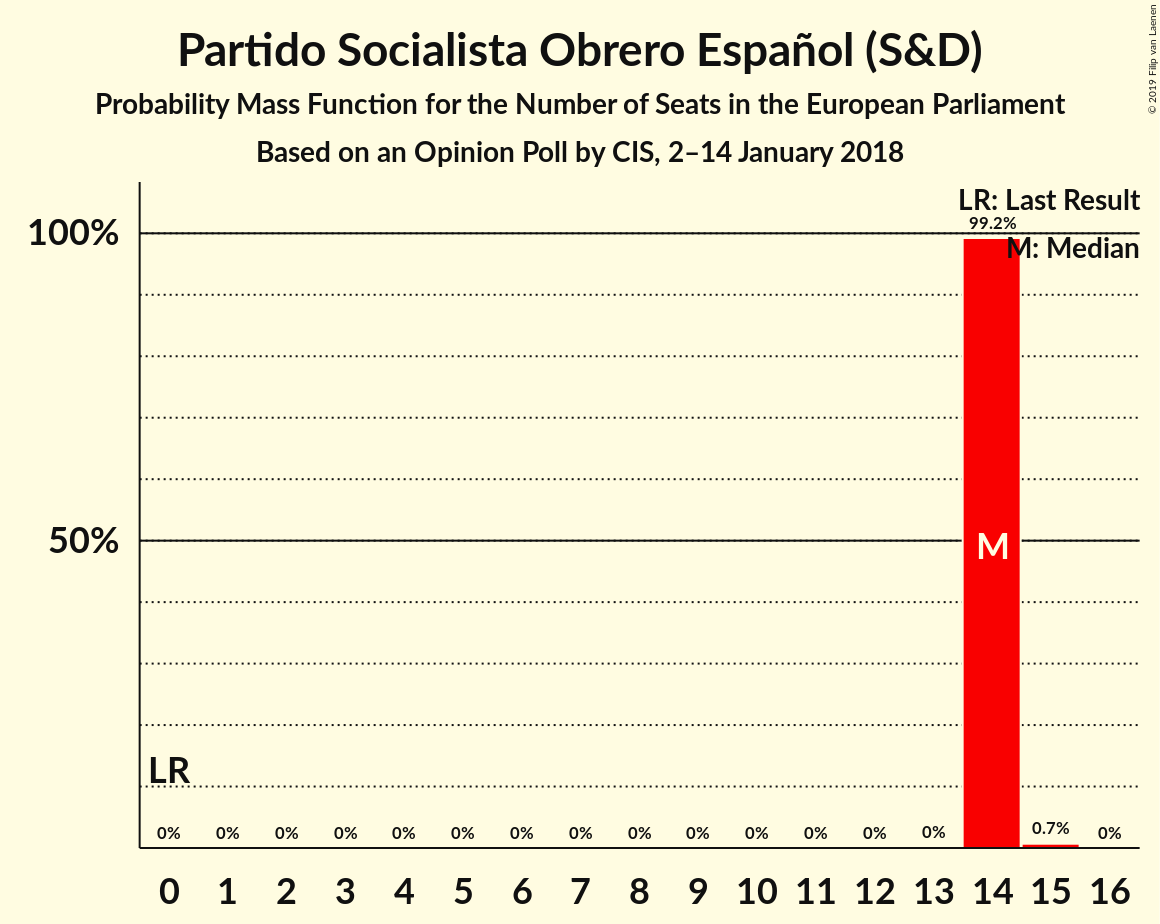 Partido Socialista Obrero Español (S&D)
Probability Mass Function for the Number of Seats in the European Parliament
Based on an Opinion Poll by CIS, 2–14 January 2018
© 2019 Filip van Laenen
LR: Last Result
99.2%
100%
M: Median
50%
M
LR
0% 0% 0% 0% 0% 0% 0% 0% 0% 0% 0% 0% 0% 0% 0.7% 0%
0 1 2 3 4 5 6 7 8 9 10 11 12 13 14 15 16